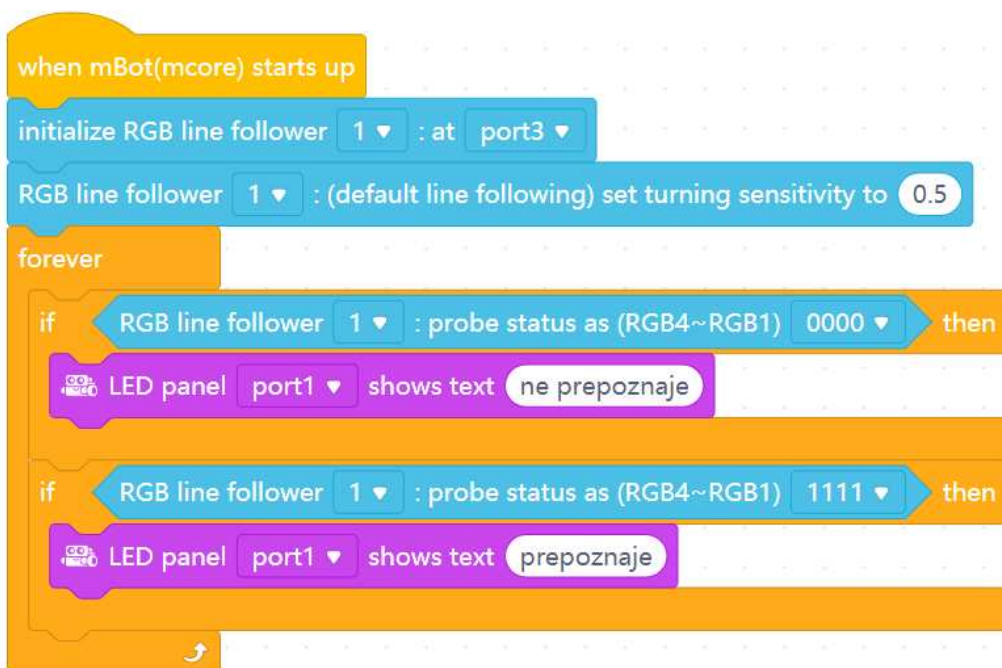 when mBot(mcore) starts up
initialize RGB line follower 1 : at port3
RGB line follower 1 : (default line following) set turning sensitivity to 0.5
forever
if RGB line follower 1 : probe status as (RGB4~RGB1) 0000 then
LED panel port1 shows text ne prepoznaje
if RGB line follower 1 : probe status as (RGB4~RGB1) 1111 then
LED panel port1 shows text prepoznaje